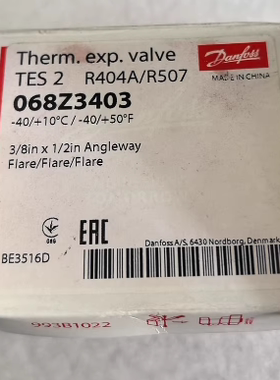 Therm. exp. valve
Danfoss
TES 2 R404A/R507
MADE IN CHINA
068Z3403
-40/+10°C / -40/+50°F
3/8in x 1/2in Angleway
Flare/Flare/Flare
EAC
Danfoss A/S, 6430 Nordborg, Denmark
BE3516D
993B1022